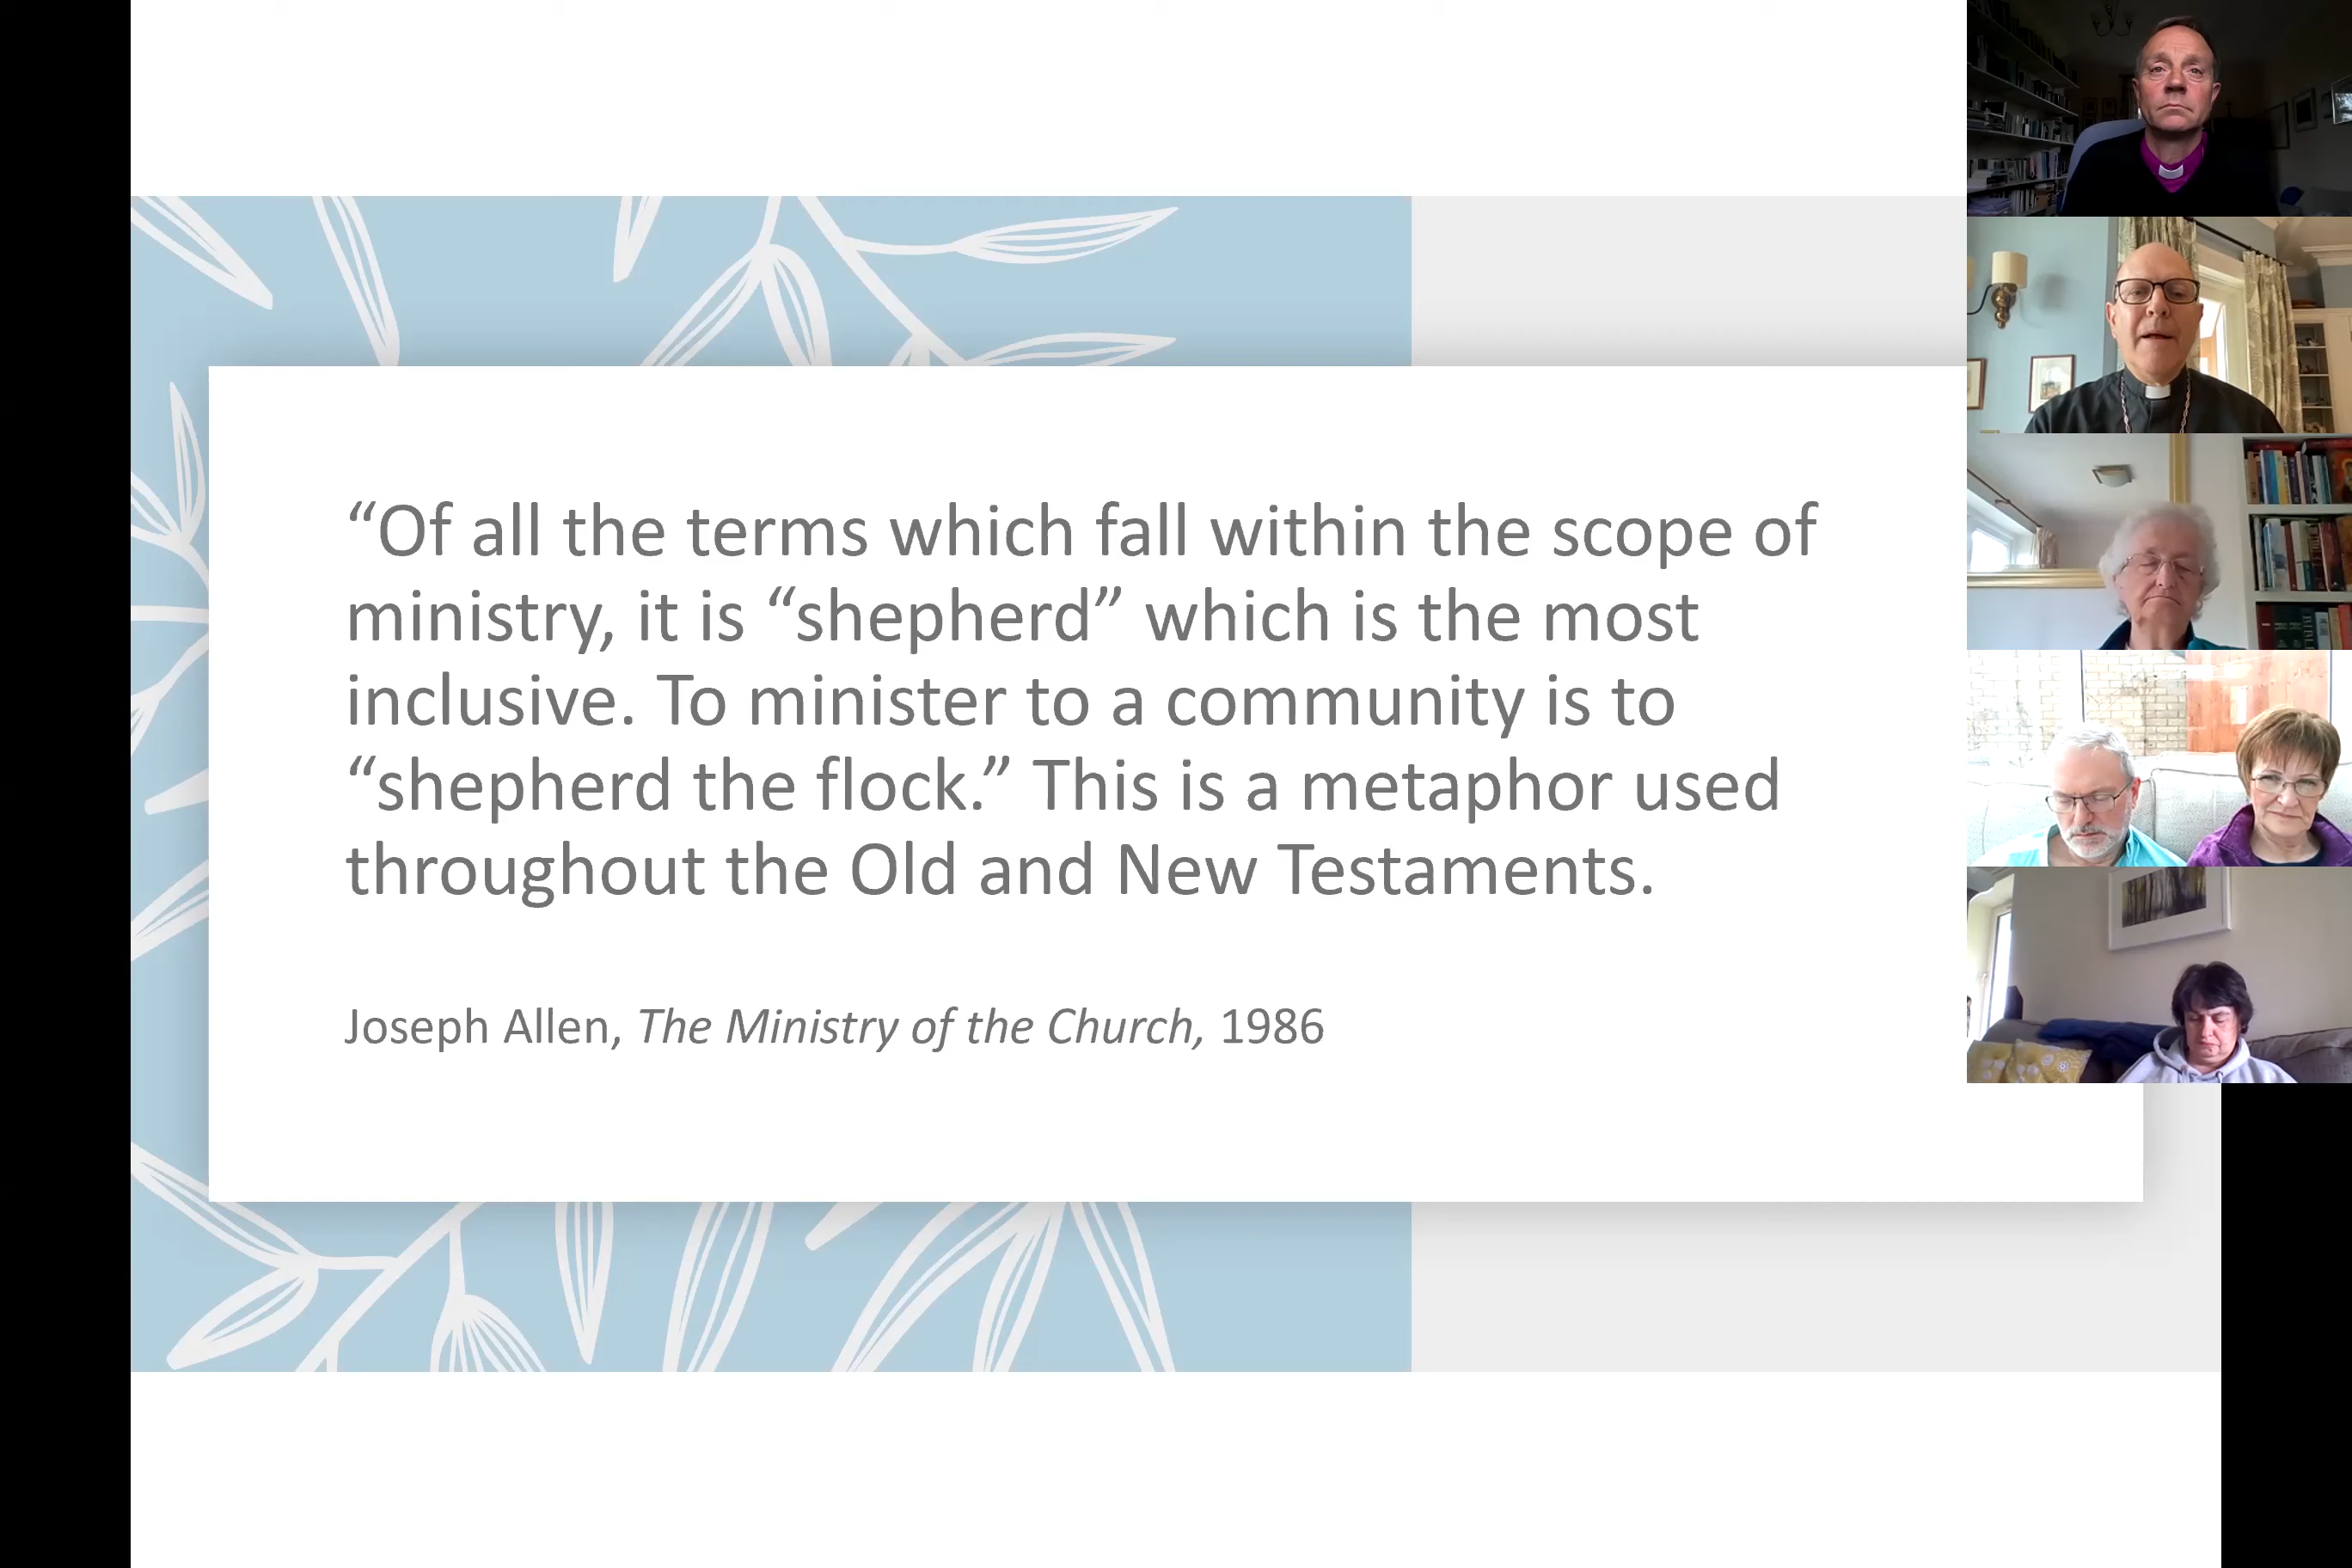 “Of all the terms which fall within the scope of
ministry, it is “shepherd” which is the most
inclusive. To minister to a community is to
“shepherd the flock.” This is a metaphor used
throughout the Old and New Testaments.
Joseph Allen, The Ministry of the Church, 1986